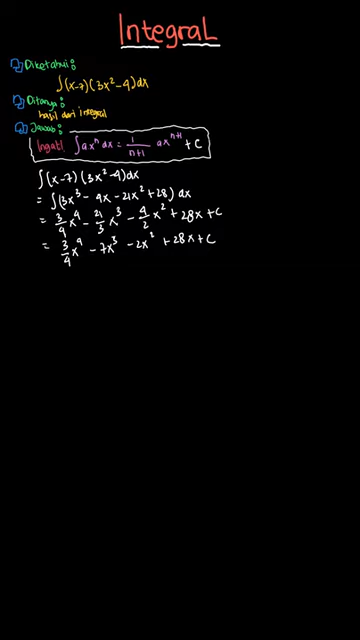 Integral
Diketahui:
∫(x-7)(3x²-4)dx
Ditanya:
hasil dari integral
Jawab:
Ingat! ∫axⁿ dx = 1/(n+1) axⁿ⁺¹ + C
∫(x-7)(3x²-4)dx
= ∫(3x³ - 4x - 21x² + 28) dx
= 3/4 x⁴ - 21/3 x³ - 4/2 x² + 28x + C
= 3/4 x⁴ - 7x³ - 2x² + 28x + C